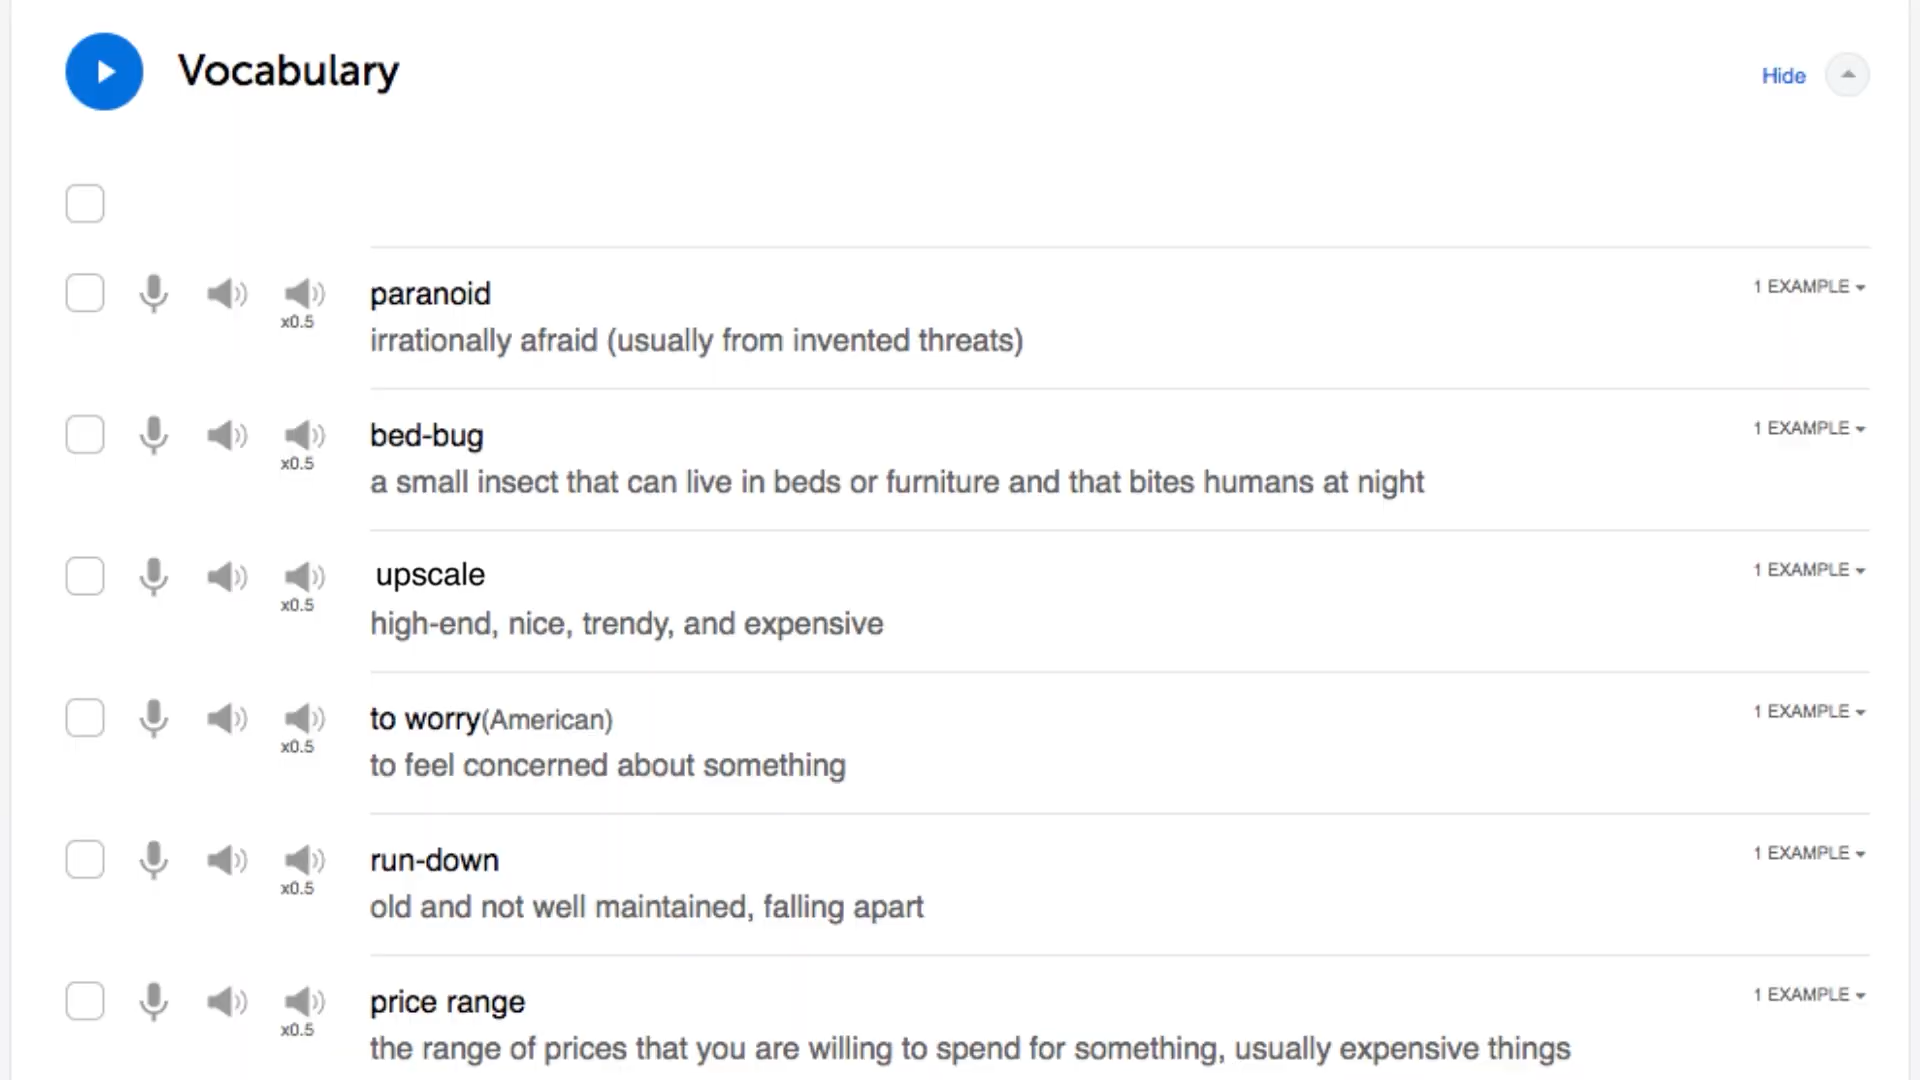 Vocabulary
Hide
paranoid
1 EXAMPLE
x0.5
irrationally afraid (usually from invented threats)
bed-bug
1 EXAMPLE
x0.5
a small insect that can live in beds or furniture and that bites humans at night
upscale
1 EXAMPLE
x0.5
high-end, nice, trendy, and expensive
to worry(American)
1 EXAMPLE
x0.5
to feel concerned about something
run-down
1 EXAMPLE
x0.5
old and not well maintained, falling apart
price range
1 EXAMPLE
x0.5
the range of prices that you are willing to spend for something, usually expensive things